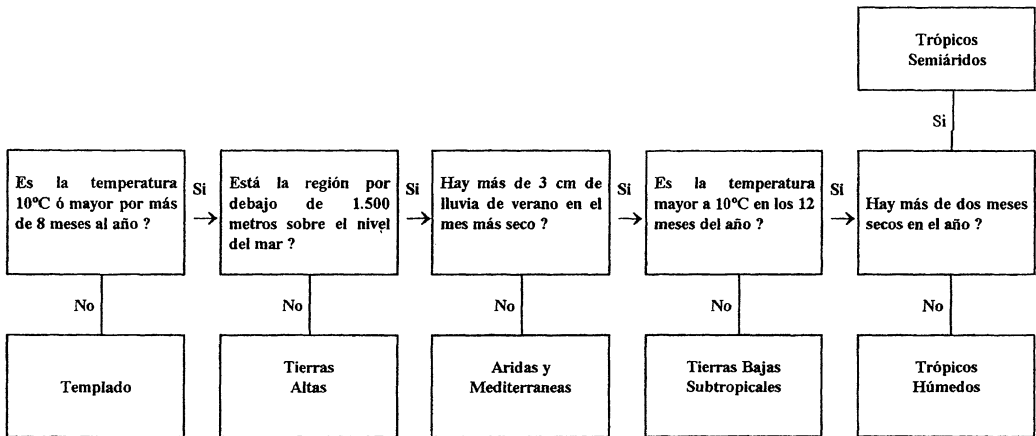 Trópicos
Semiáridos
Si
Es la temperatura
10ºC ó mayor por más
de 8 meses al año ?
Si
Está la región por
debajo de 1.500
metros sobre el nivel
del mar ?
Si
Hay más de 3 cm de
lluvia de verano en el
mes más seco ?
Si
Es la temperatura
mayor a 10ºC en los 12
meses del año ?
Si
Hay más de dos meses
secos en el año ?
No
No
No
No
No
Templado
Tierras
Altas
Aridas y
Mediterraneas
Tierras Bajas
Subtropicales
Trópicos
Húmedos